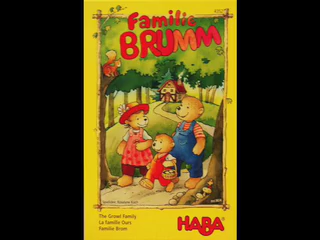 Familie
BRUMM
The Growl Family
La Famille Ours
Familie Brum
HABA